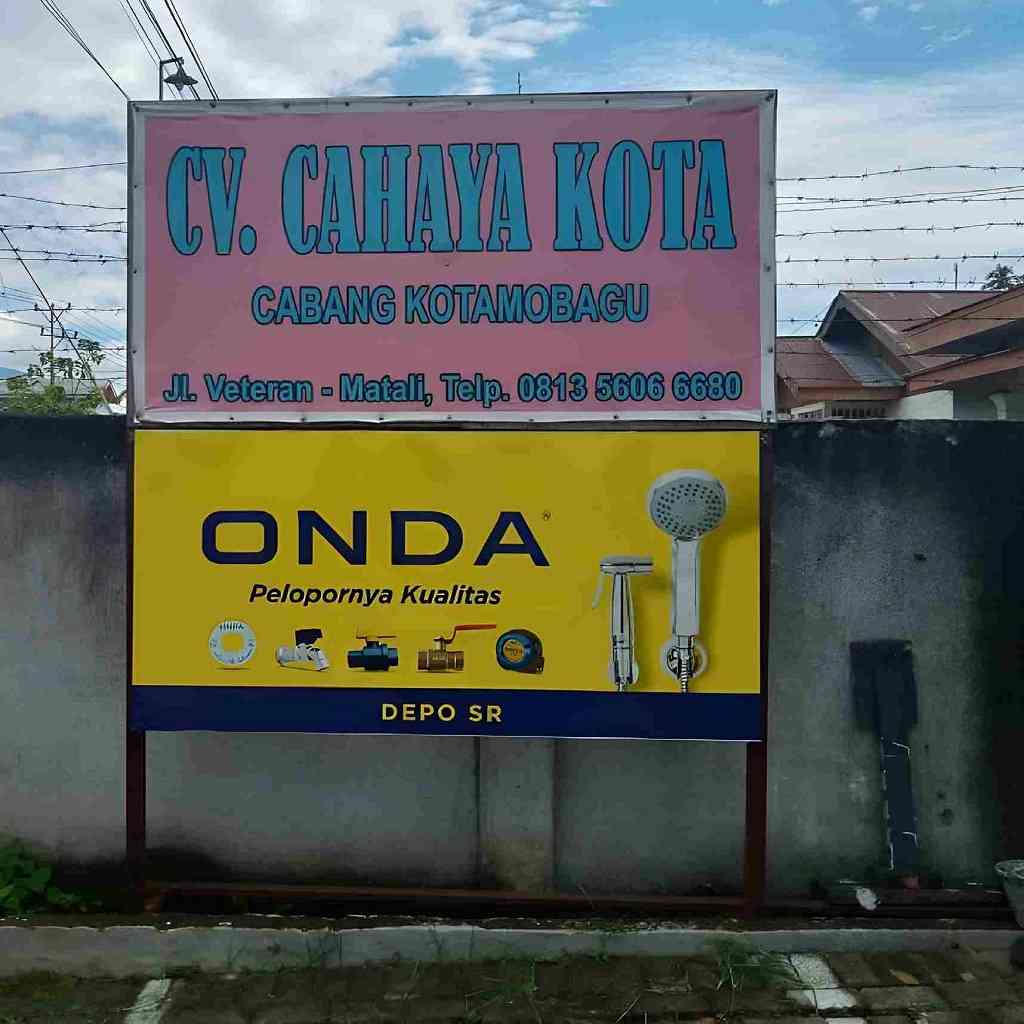 CV. CAHAYA KOTA
CABANG KOTAMOBAGU
Jl. Veteran - Matali, Telp. 0813 5606 6680
ONDA®
Pelopornya Kualitas
DEPO SR